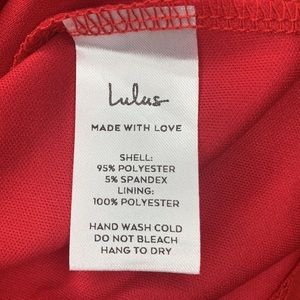 Lulus
MADE WITH LOVE
SHELL:
95% POLYESTER
5% SPANDEX
LINING:
100% POLYESTER
HAND WASH COLD
DO NOT BLEACH
HANG TO DRY